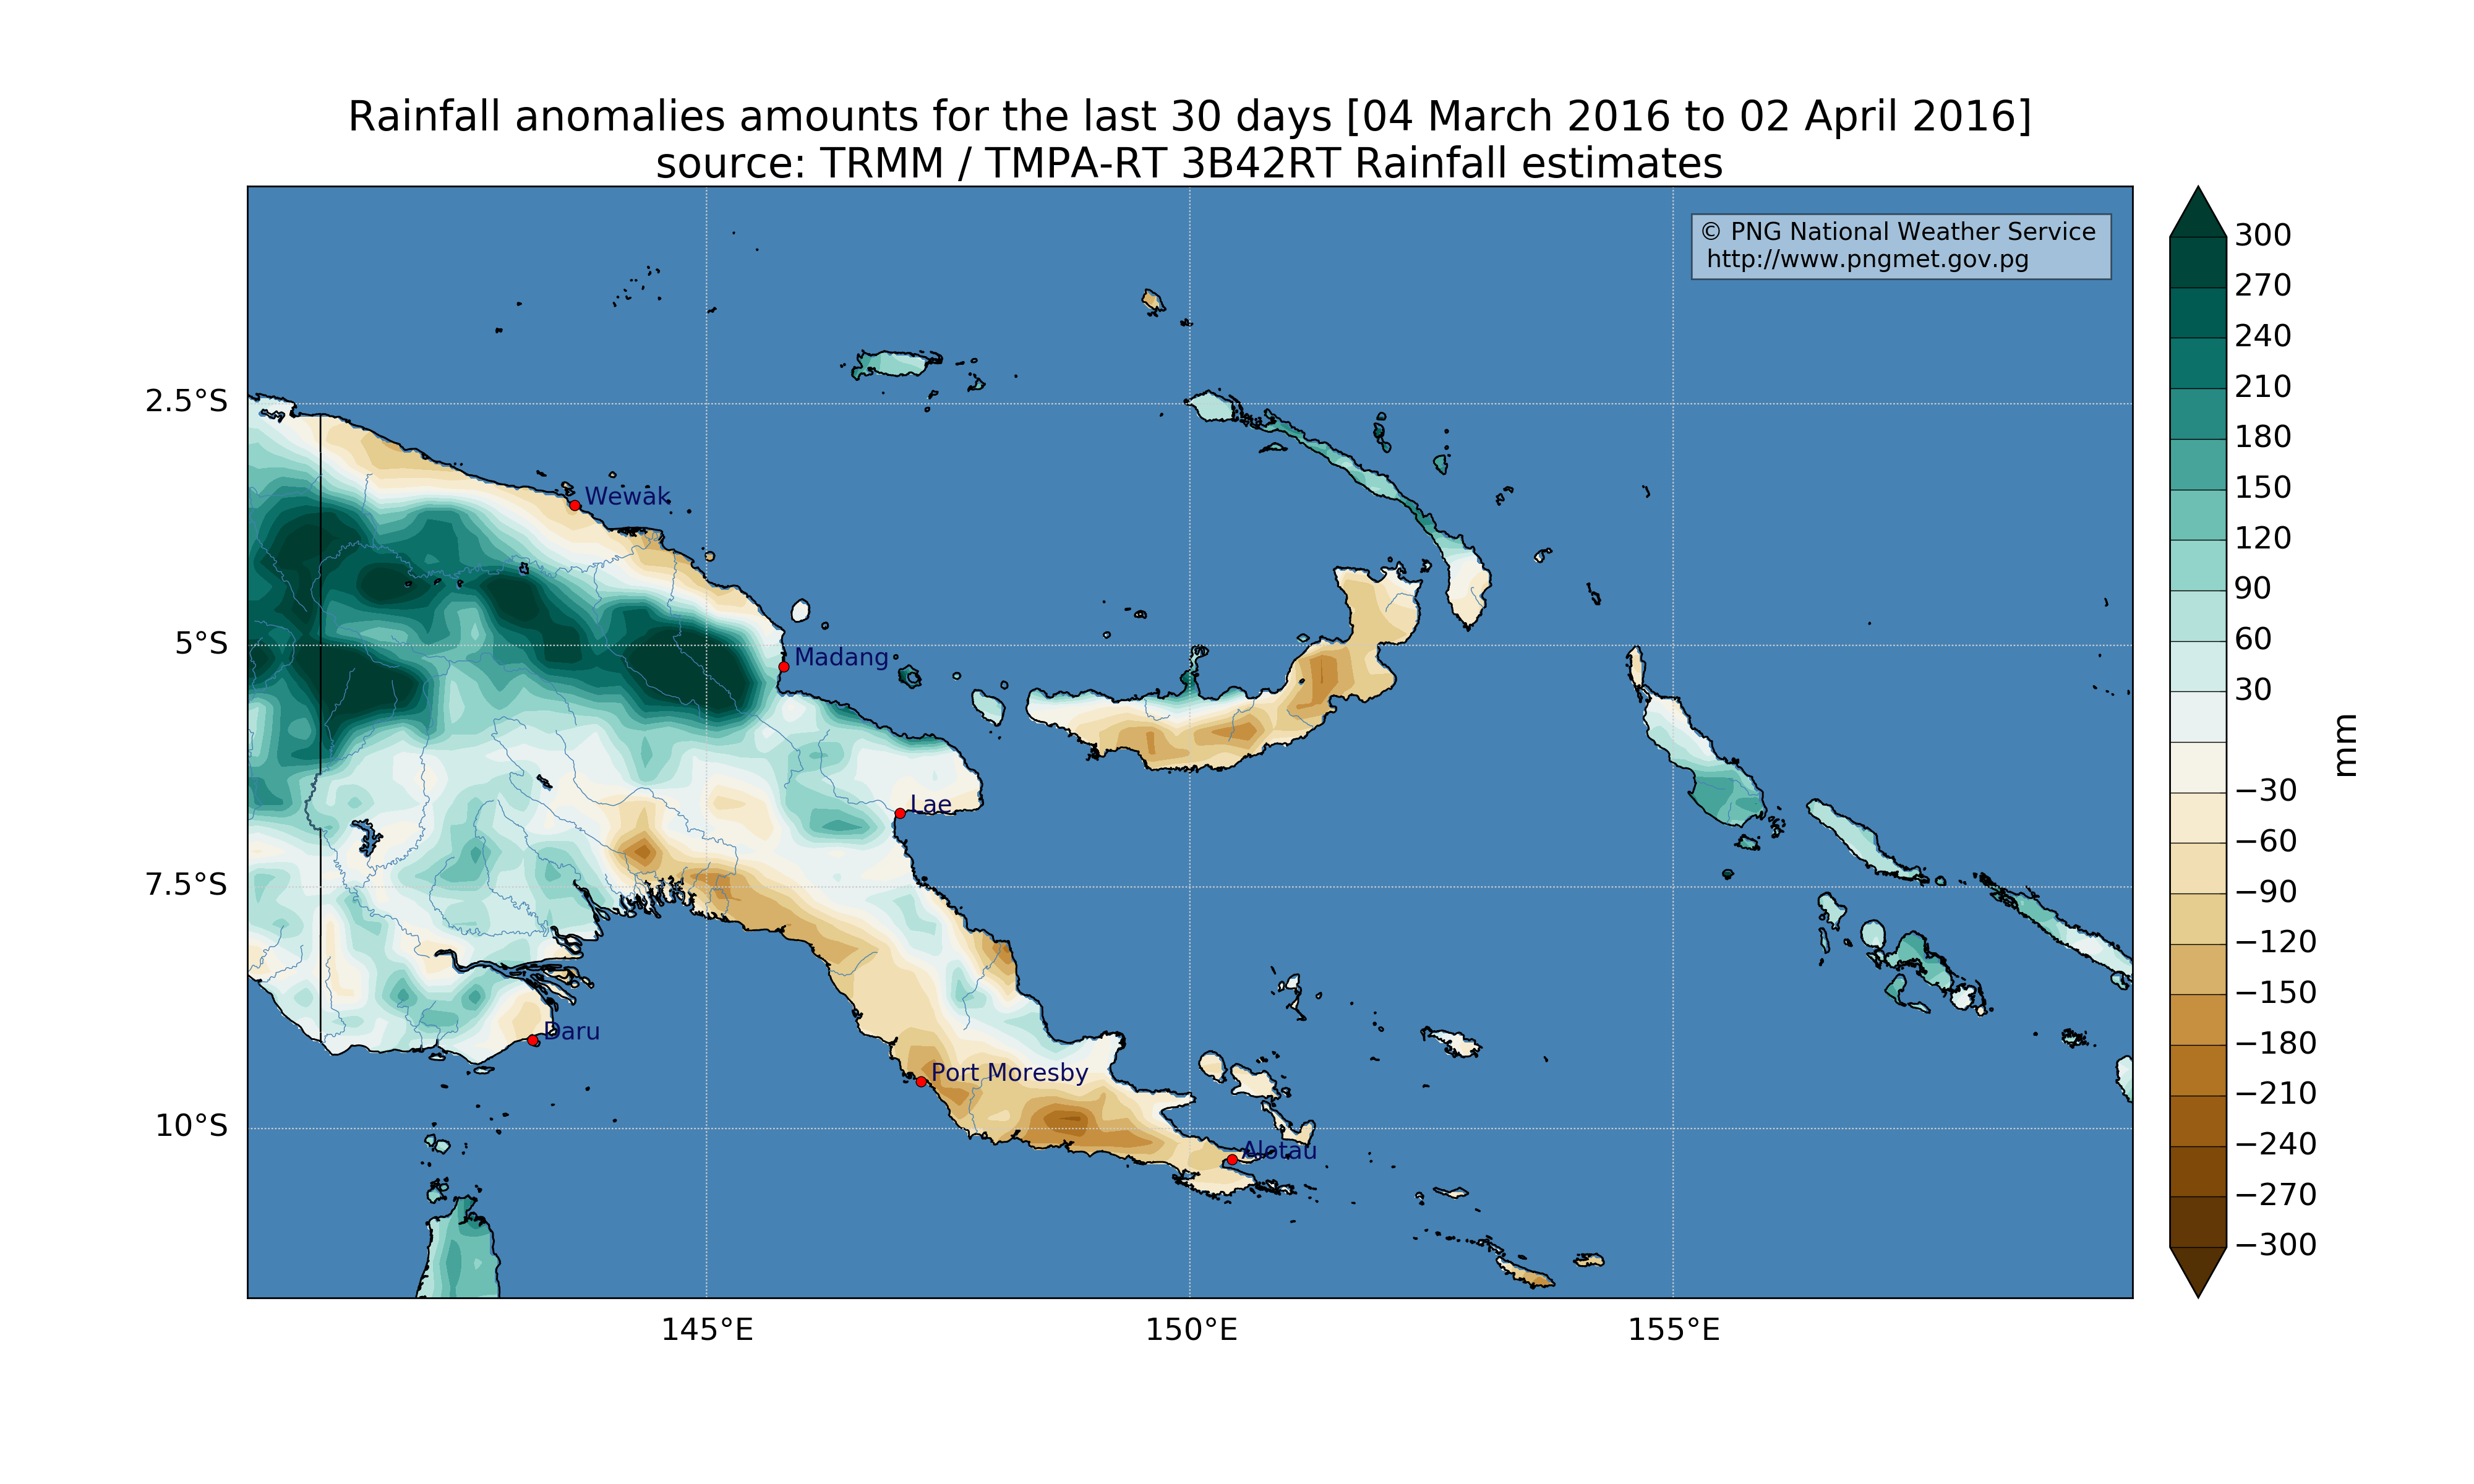 Rainfall anomalies amounts for the last 30 days [04 March 2016 to 02 April 2016]
source: TRMM / TMPA-RT 3B42RT Rainfall estimates
© PNG National Weather Service
http://www.pngmet.gov.pg
2.5°S
5°S
7.5°S
10°S
Wewak
Madang
Lae
Daru
Port Moresby
Alotau
145°E
150°E
155°E
300
270
240
210
180
150
120
90
60
30
−30
−60
−90
−120
−150
−180
−210
−240
−270
−300
mm